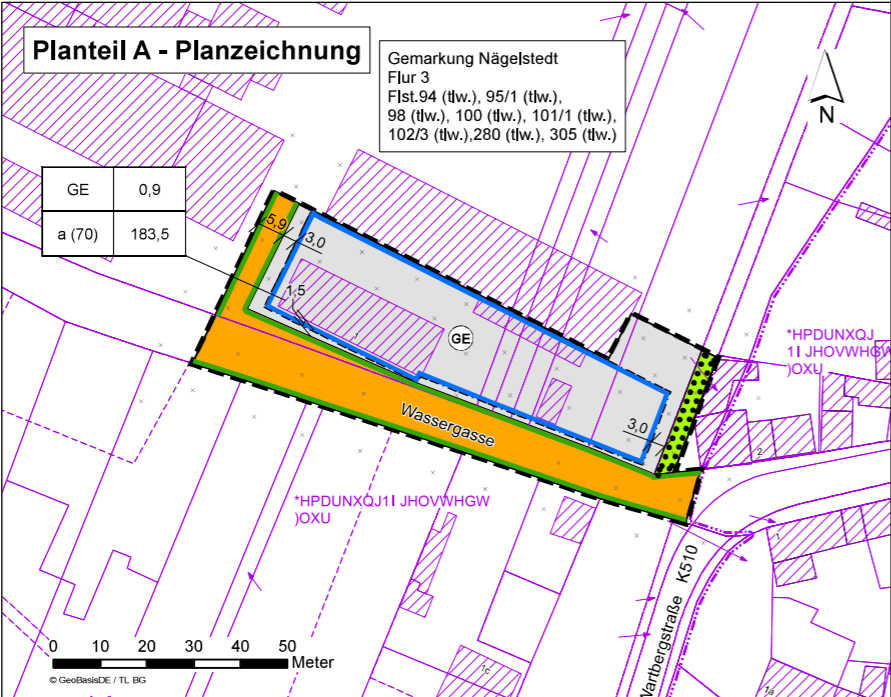 Planteil A - Planzeichnung
Gemarkung Nägelstedt
Flur 3
Flst.94 (tlw.), 95/1 (tlw.),
98 (tlw.), 100 (tlw.), 101/1 (tlw.),
102/3 (tlw.),280 (tlw.), 305 (tlw.)
N
GE 0,9
a (70) 183,5
5,9
3,0
1,5
GE
*HPDUNXQJ
1I JHOVWHGW
)OXU
3,0
Wassergasse
2
*HPDUNXQJ1I JHOVWHGW
)OXU
1
Wartbergstraße K510
0 10 20 30 40 50 Meter
© GeoBasisDE / TL BG
1c
1a